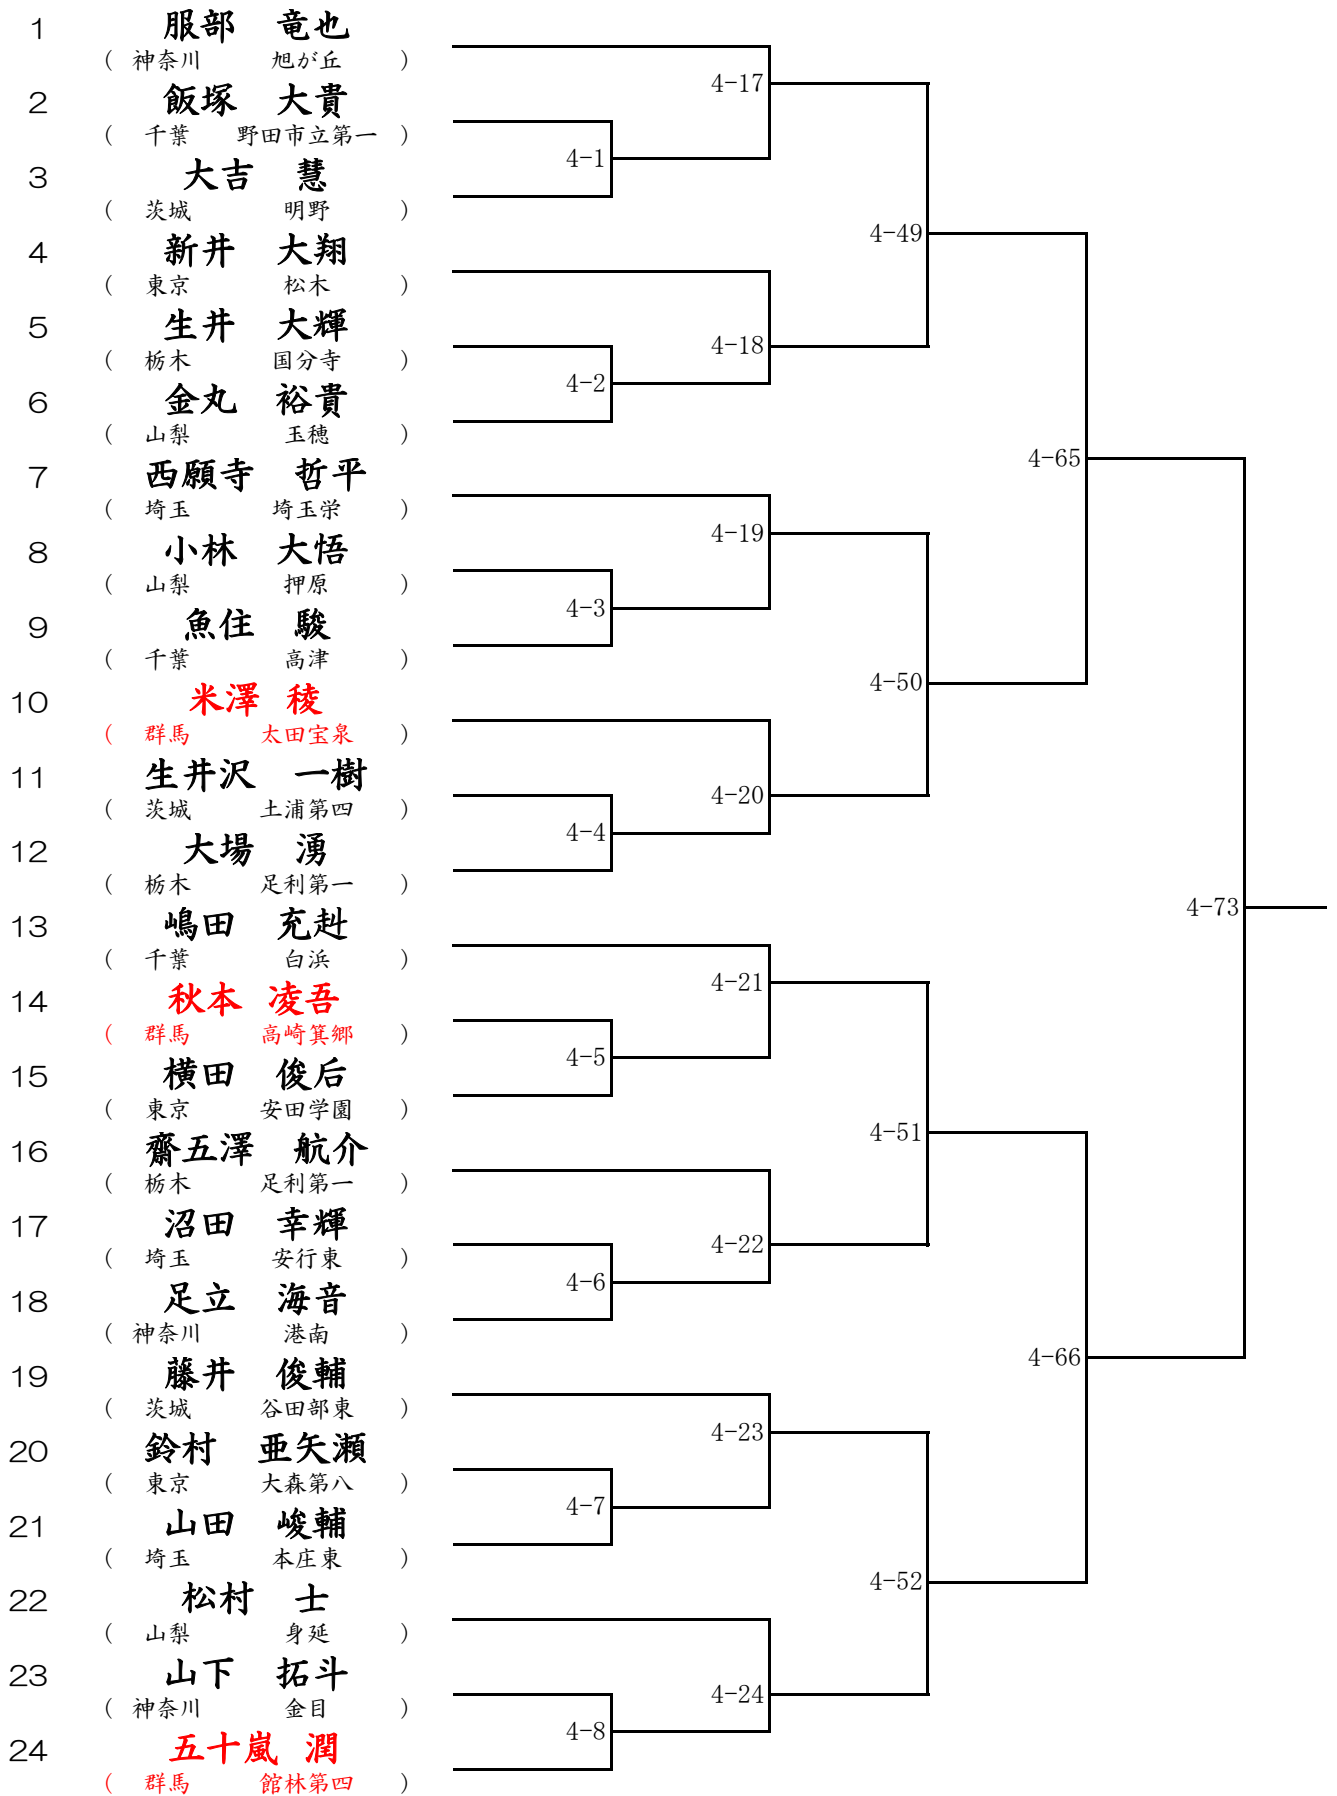 1 服部 竜也
( 神奈川 旭が丘 )
4-17
2 飯塚 大貴
( 千葉 野田市立第一 )
4-1
3 大吉 慧
( 茨城 明野 )
4-49
4 新井 大翔
( 東京 松木 )
5 生井 大輝
4-18
( 栃木 国分寺 )
4-2
6 金丸 裕貴
( 山梨 玉穂 )
4-65
7 西願寺 哲平
( 埼玉 埼玉栄 )
4-19
8 小林 大悟
( 山梨 押原 )
4-3
9 魚住 駿
( 千葉 高津 )
4-50
10 米澤 稜
( 群馬 太田宝泉 )
11 生井沢 一樹
4-20
( 茨城 土浦第四 )
4-4
12 大場 湧
( 栃木 足利第一 )
4-73
13 嶋田 充赳
( 千葉 白浜 )
4-21
14 秋本 凌吾
( 群馬 高崎箕郷 )
4-5
15 横田 俊后
( 東京 安田学園 )
4-51
16 齋五澤 航介
( 栃木 足利第一 )
17 沼田 幸輝
4-22
( 埼玉 安行東 )
4-6
18 足立 海音
( 神奈川 港南 )
4-66
19 藤井 俊輔
( 茨城 谷田部東 )
4-23
20 鈴村 亜矢瀬
( 東京 大森第八 )
4-7
21 山田 峻輔
( 埼玉 本庄東 )
4-52
22 松村 士
( 山梨 身延 )
23 山下 拓斗
4-24
( 神奈川 金目 )
4-8
24 五十嵐 潤
( 群馬 館林第四 )